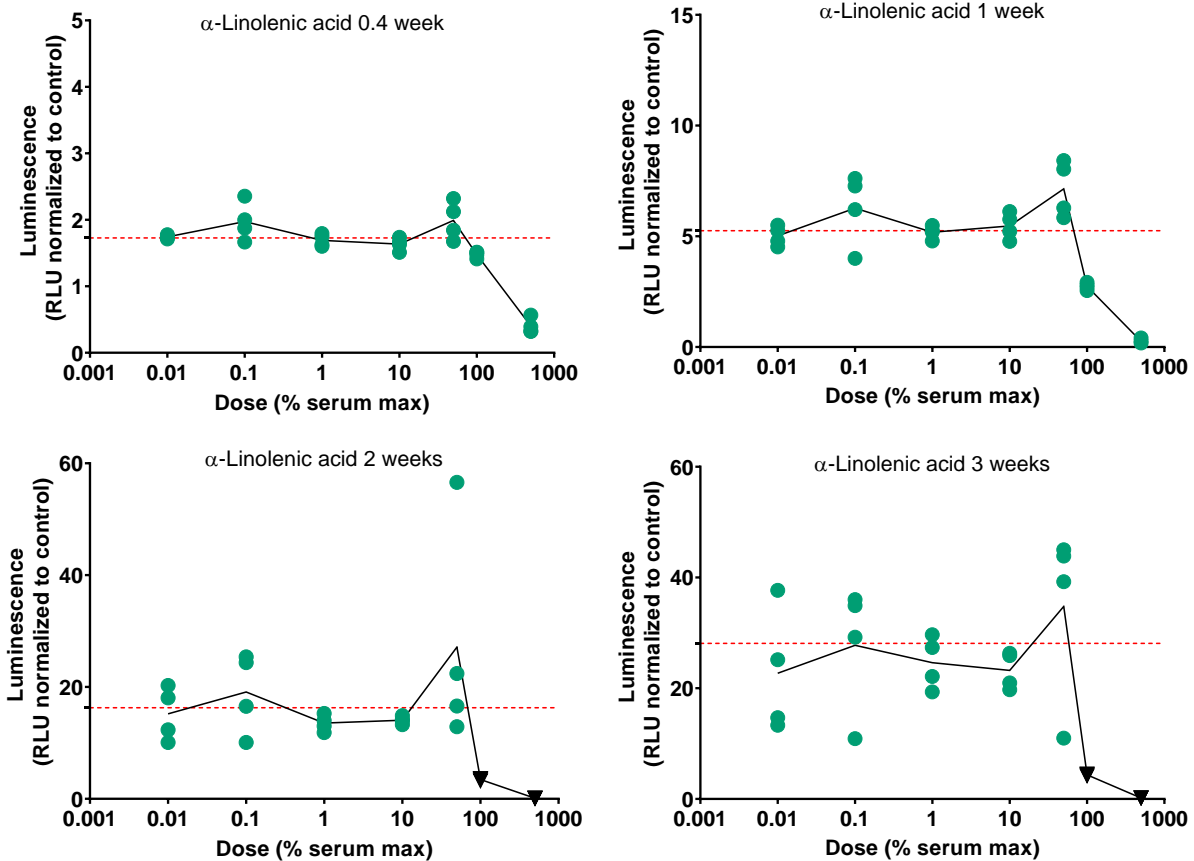 α-Linolenic acid 0.4 week
Luminescence
(RLU normalized to control)
5
4
3
2
1
0
0.001 0.01 0.1 1 10 100 1000
Dose (% serum max)
α-Linolenic acid 1 week
Luminescence
(RLU normalized to control)
15
10
5
0
0.001 0.01 0.1 1 10 100 1000
Dose (% serum max)
α-Linolenic acid 2 weeks
Luminescence
(RLU normalized to control)
60
40
20
0
0.001 0.01 0.1 1 10 100 1000
Dose (% serum max)
α-Linolenic acid 3 weeks
Luminescence
(RLU normalized to control)
60
40
20
0
0.001 0.01 0.1 1 10 100 1000
Dose (% serum max)